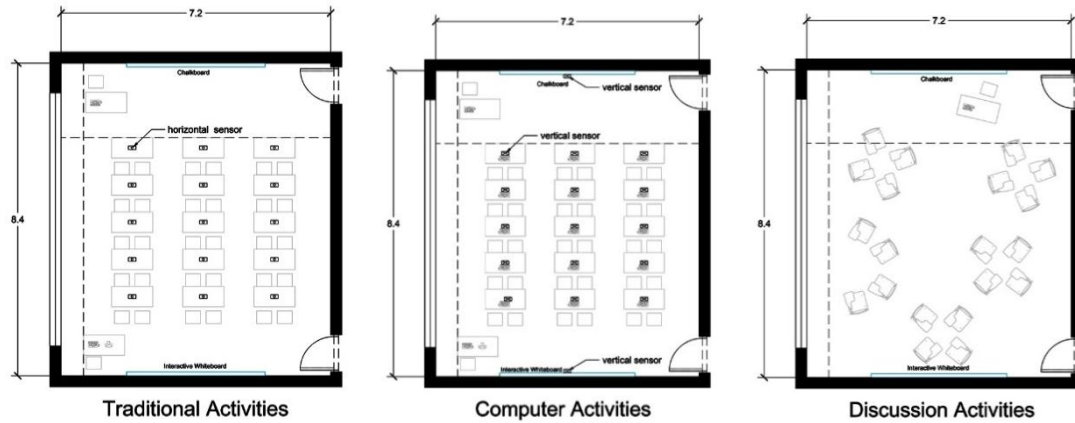 7.2
8.4
Chalkboard
horizontal sensor
Interactive Whiteboard
Traditional Activities
7.2
8.4
Chalkboard
vertical sensor
vertical sensor
vertical sensor
Interactive Whiteboard
Computer Activities
7.2
8.4
Chalkboard
Interactive Whiteboard
Discussion Activities